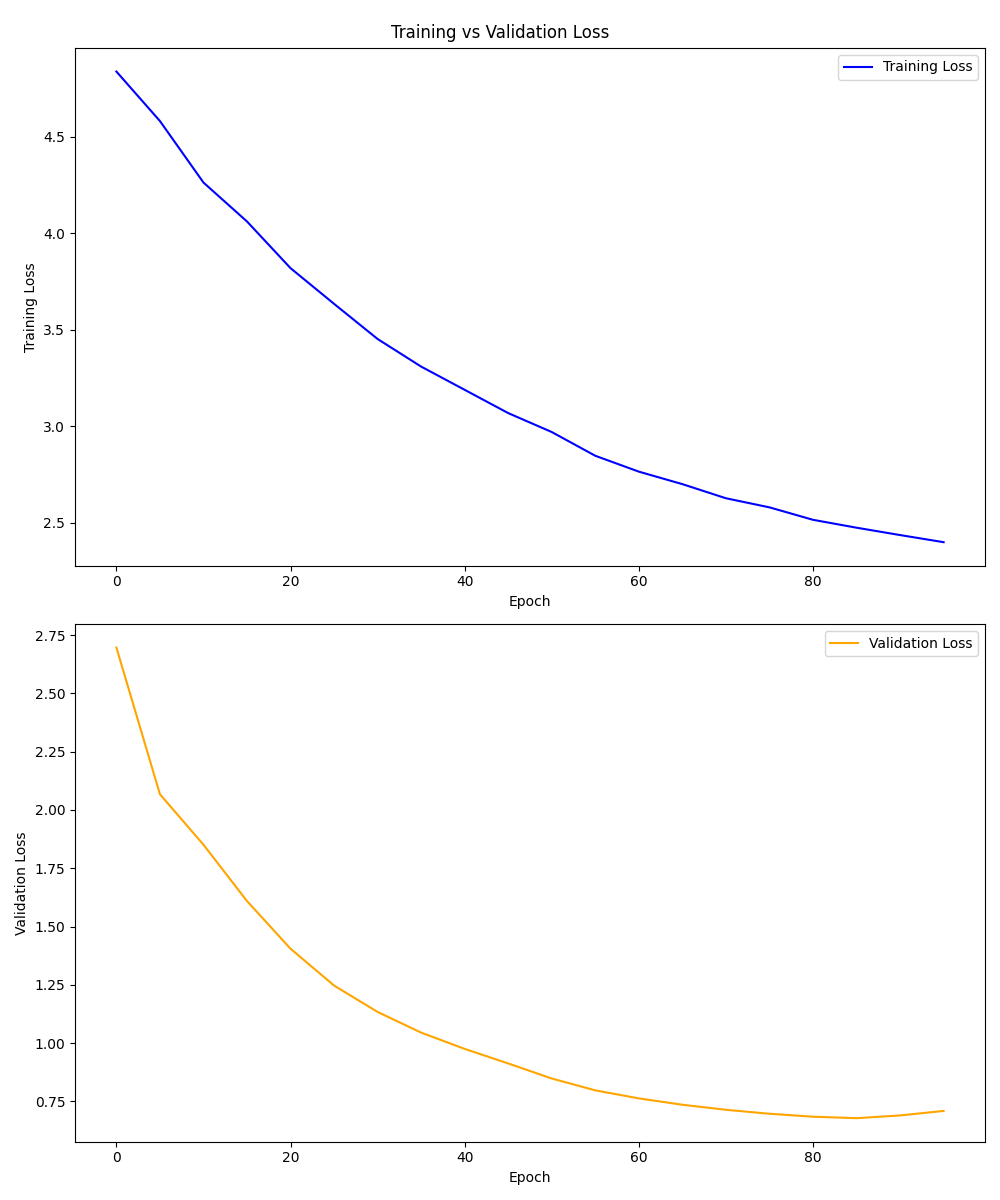 Training vs Validation Loss
Training Loss
4.5
4.0
3.5
3.0
2.5
Training Loss
0 20 40 60 80
Epoch
Validation Loss
2.75
2.50
2.25
2.00
1.75
1.50
1.25
1.00
0.75
Validation Loss
0 20 40 60 80
Epoch